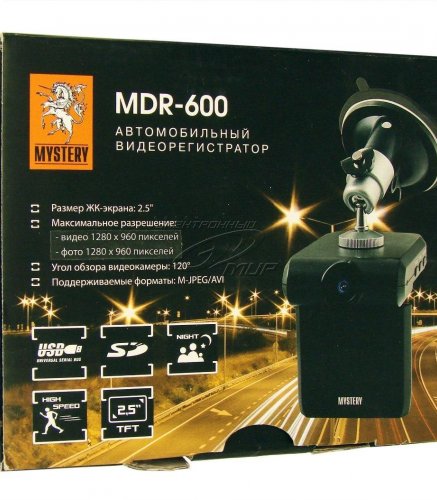 MDR-600
АВТОМОБИЛЬНЫЙ
ВИДЕОРЕГИСТРАТОР
MYSTERY
Размер ЖК-экрана: 2.5"
Максимальное разрешение:
- видео 1280 x 960 пикселей
- фото 1280 x 960 пикселей
Угол обзора видеокамеры: 120°
Поддерживаемые форматы: M-JPEG/AVI
ЭЛЕКТРОННЫЙ
МИР
USB
UNIVERSAL SERIAL BUS
SD
NIGHT
HIGH
SPEED
2.5"
TFT
MYSTERY